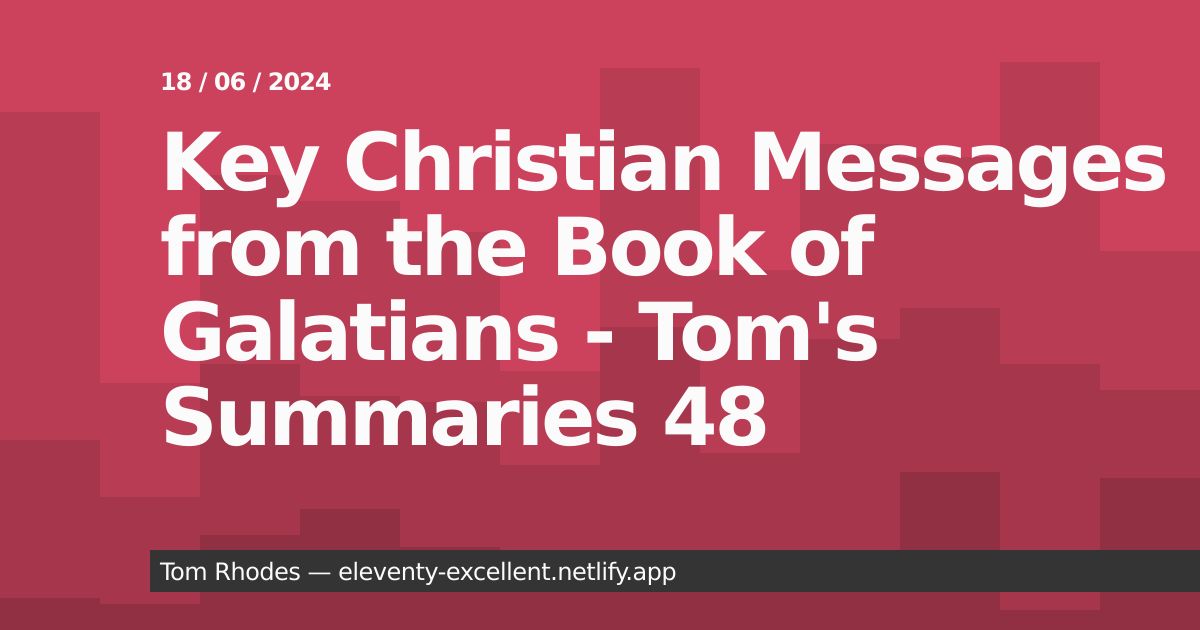 18 / 06 / 2024
Key Christian Messages
from the Book of
Galatians - Tom's
Summaries 48
Tom Rhodes — eleventy-excellent.netlify.app